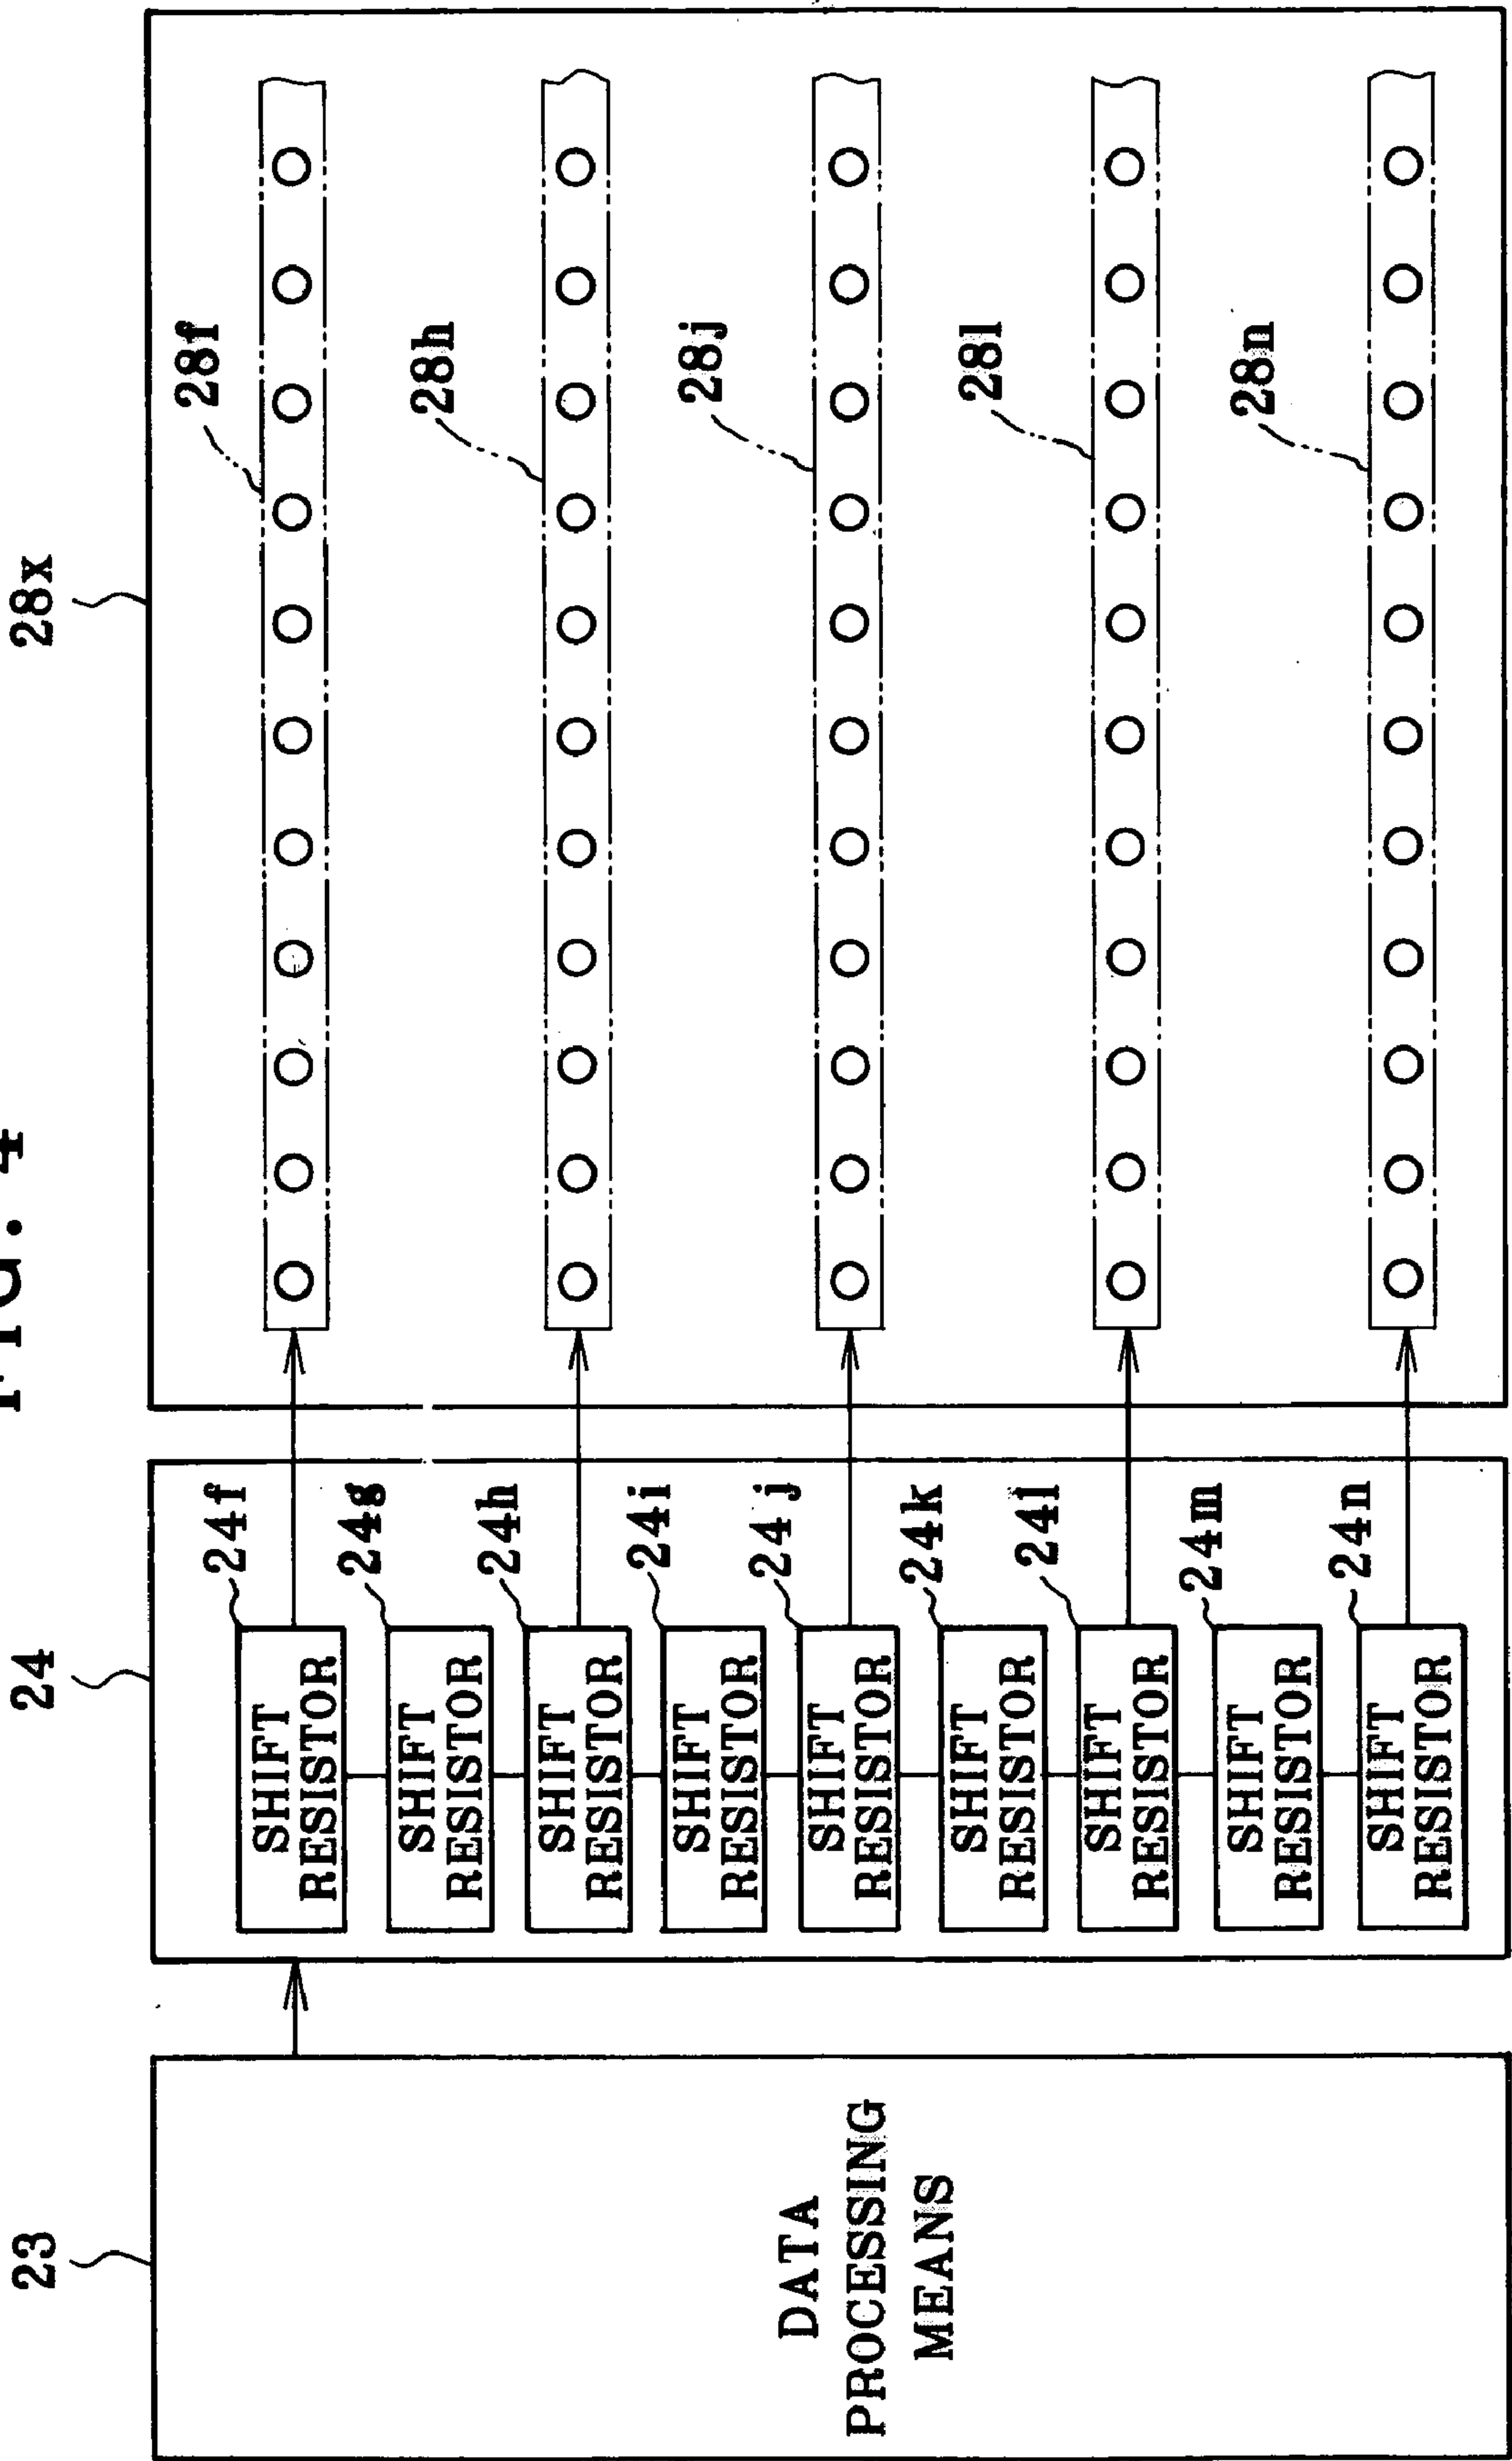 FIG. 4
23
24
28x
DATA
PROCESSING
MEANS
SHIFT
RESISTOR
24f
SHIFT
RESISTOR
24g
SHIFT
RESISTOR
24h
SHIFT
RESISTOR
24i
SHIFT
RESISTOR
24j
SHIFT
RESISTOR
24k
SHIFT
RESISTOR
24l
SHIFT
RESISTOR
24m
SHIFT
RESISTOR
24n
28f
28h
28j
28l
28n